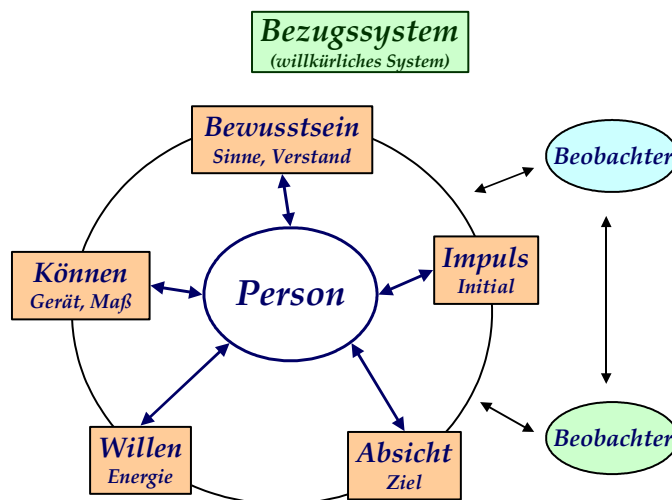 Bezugssystem
(willkürliches System)
Bewusstsein
Sinne, Verstand
Beobachter
Können
Gerät, Maß
Person
Impuls
Initial
Willen
Energie
Absicht
Ziel
Beobachter